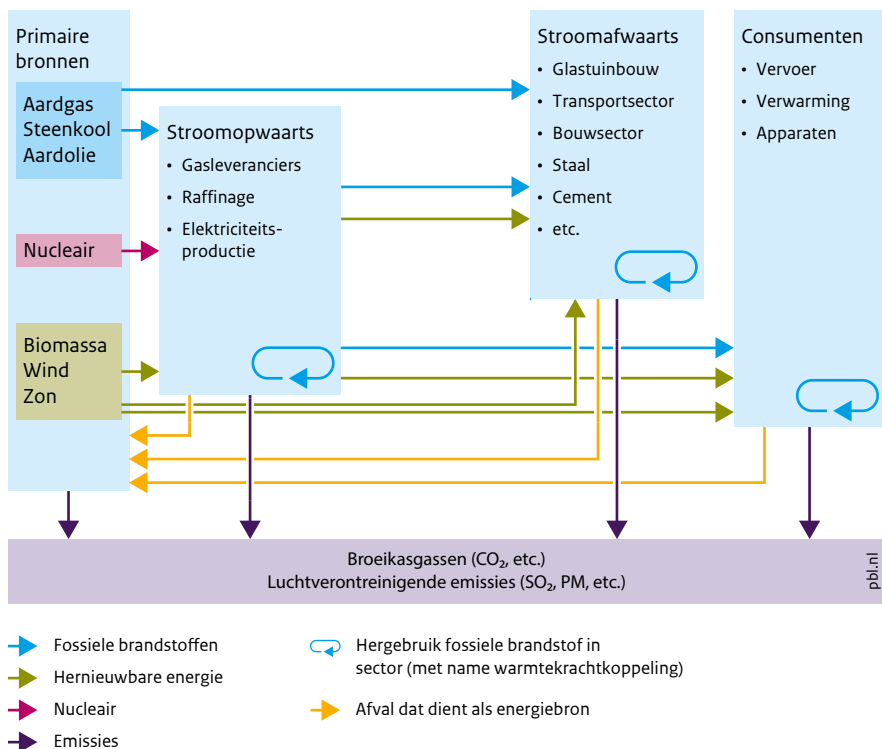 Primaire
bronnen
Aardgas
Steenkool
Aardolie
Nucleair
Biomassa
Wind
Zon
Stroomopwaarts
• Gasleveranciers
• Raffinage
• Elektriciteits-
productie
Stroomafwaarts
• Glastuinbouw
• Transportsector
• Bouwsector
• Staal
• Cement
• etc.
Consumenten
• Vervoer
• Verwarming
• Apparaten
Broeikasgassen (CO₂, etc.)
Luchtverontreinigende emissies (SO₂, PM, etc.)
pbl.nl
Fossiele brandstoffen
Hernieuwbare energie
Nucleair
Emissies
Hergebruik fossiele brandstof in
sector (met name warmtekrachtkoppeling)
Afval dat dient als energiebron